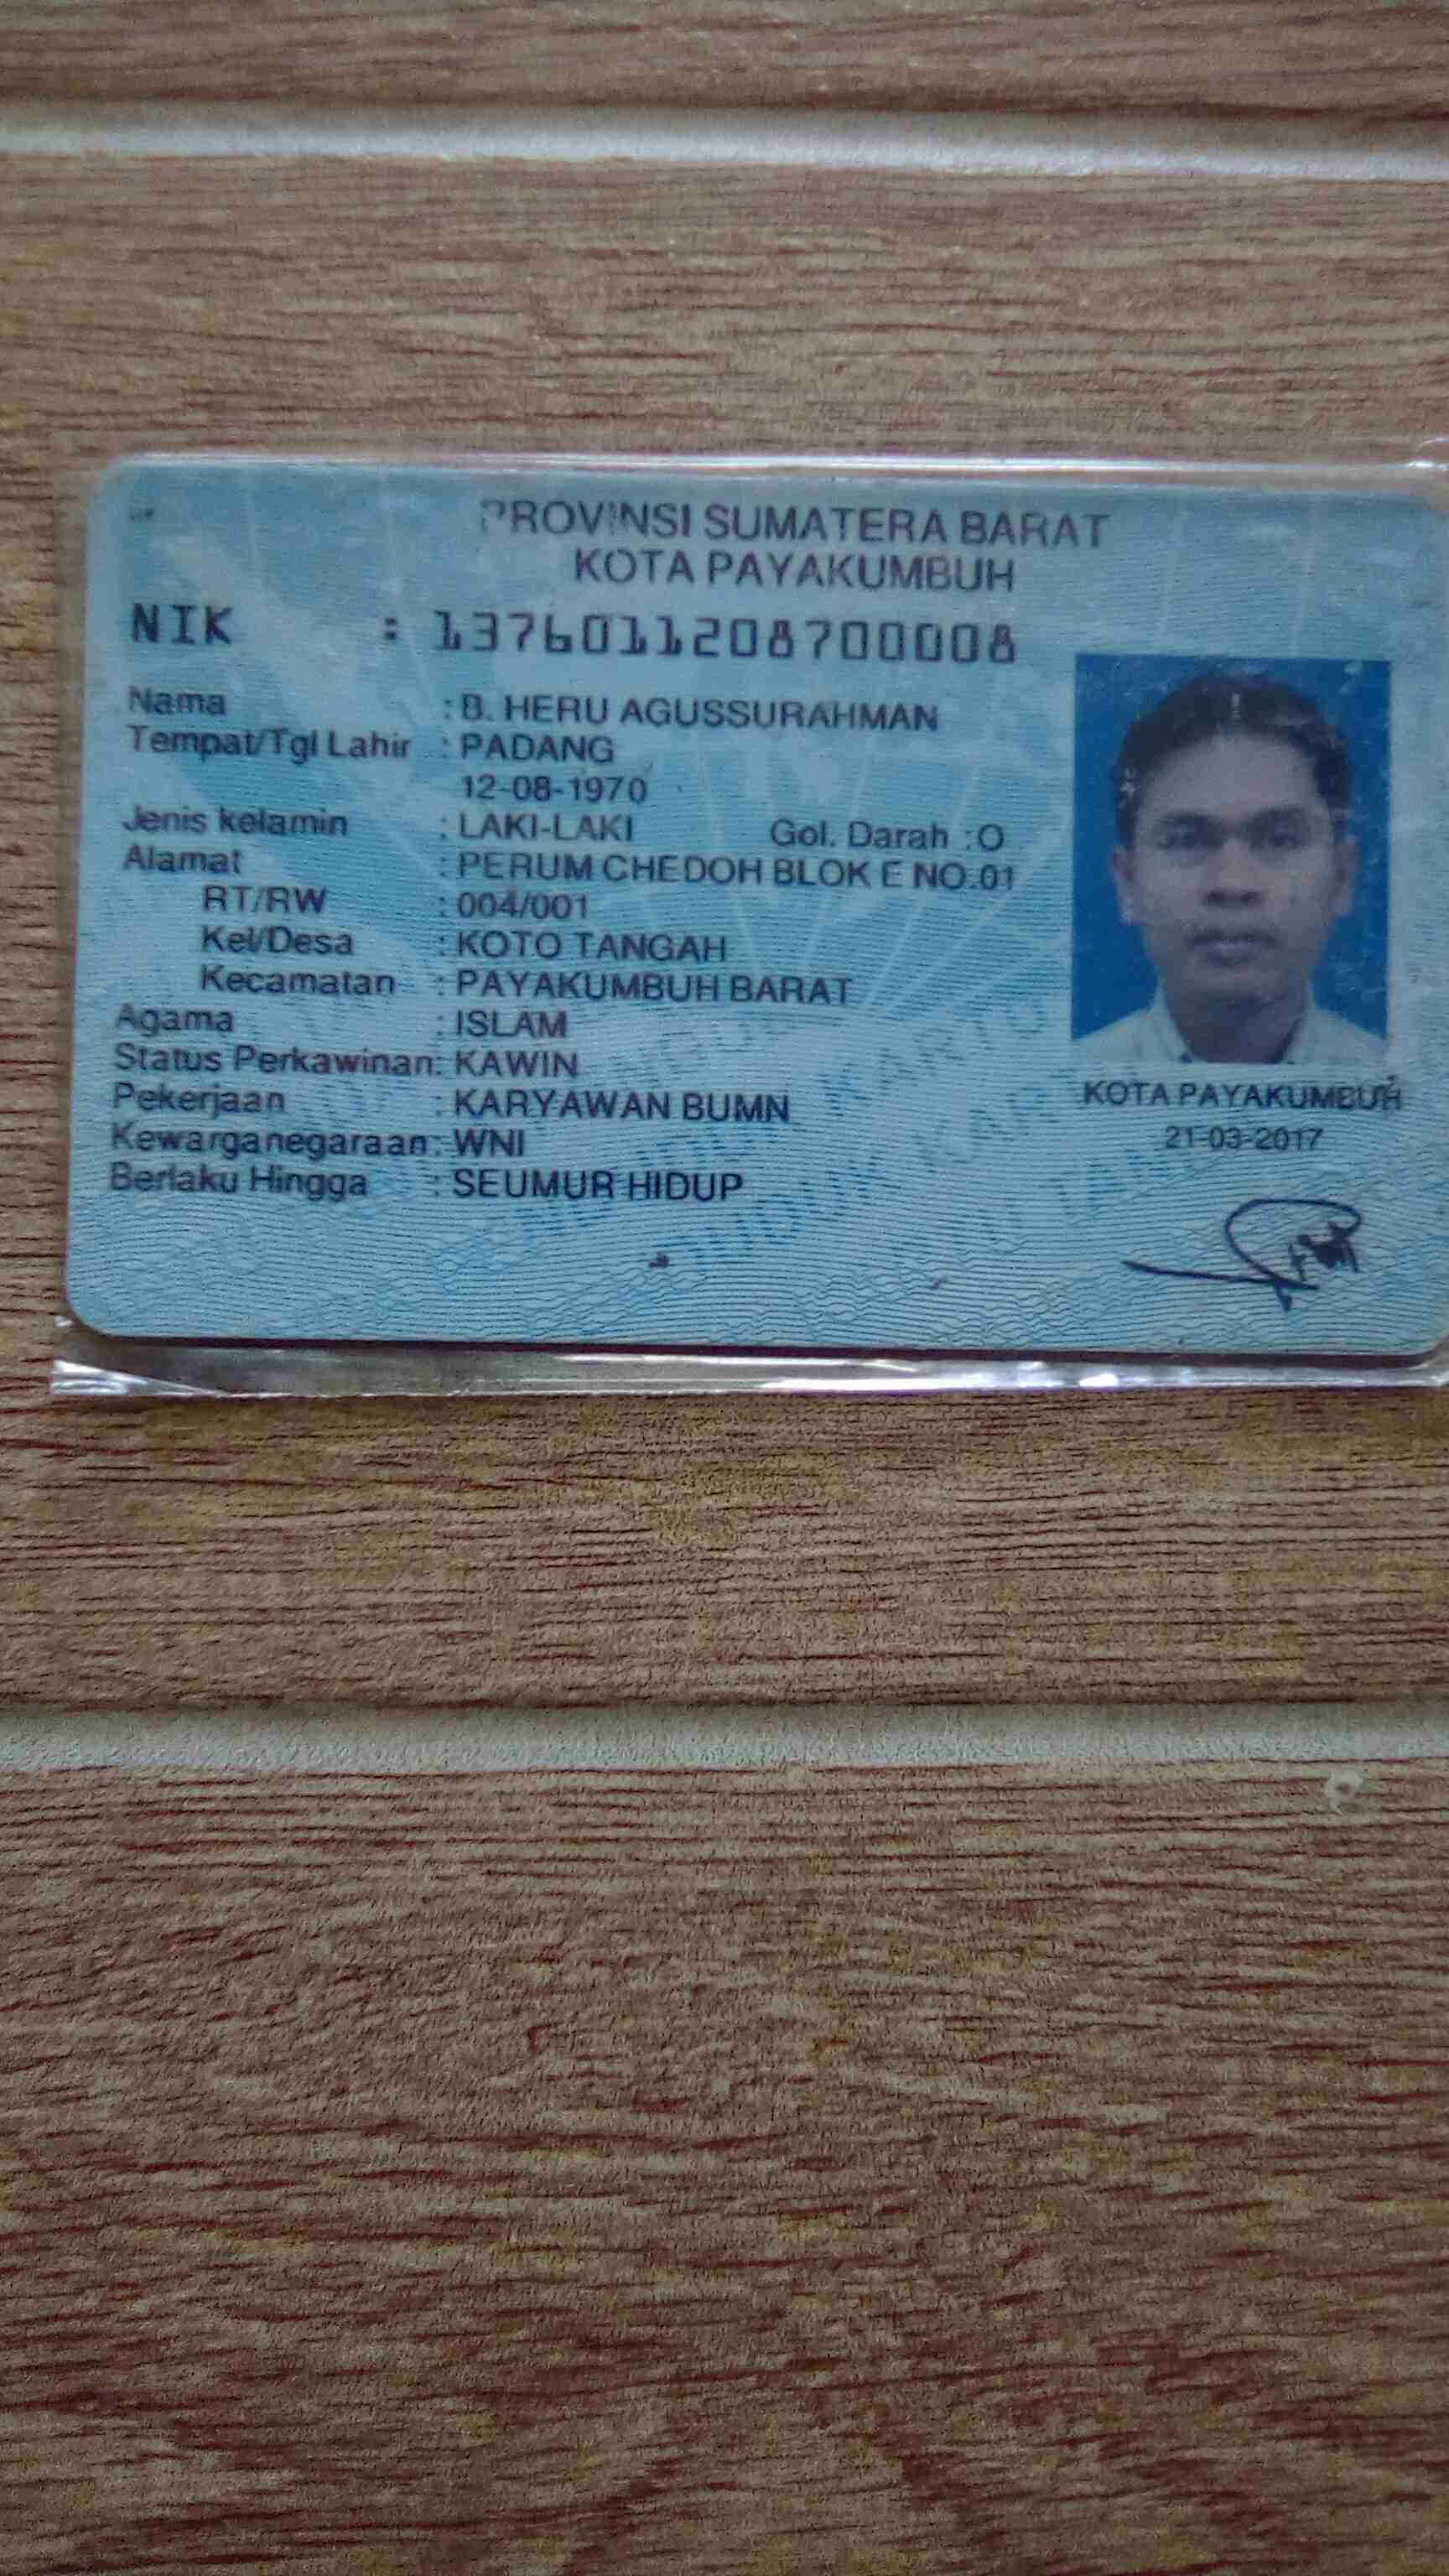 PROVINSI SUMATERA BARAT
KOTA PAYAKUMBUH
NIK : 1376011208700008
Nama : B. HERU AGUSSURAHMAN
Tempat/Tgl Lahir : PADANG
12-08-1970
Jenis kelamin : LAKI-LAKI Gol. Darah : O
Alamat : PERUM CHEDOH BLOK E NO.01
RT/RW : 004/001
Kel/Desa : KOTO TANGAH
Kecamatan : PAYAKUMBUH BARAT
Agama : ISLAM
Status Perkawinan : KAWIN
Pekerjaan : KARYAWAN BUMN
Kewarganegaraan : WNI
Berlaku Hingga : SEUMUR HIDUP
KOTA PAYAKUMBUH
21-03-2017